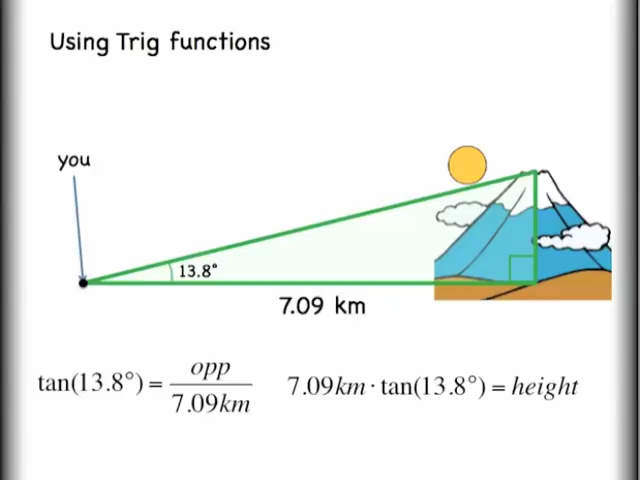 Using Trig functions
you
13.8°
7.09 km
tan(13.8°) = opp / 7.09km
7.09km · tan(13.8°) = height